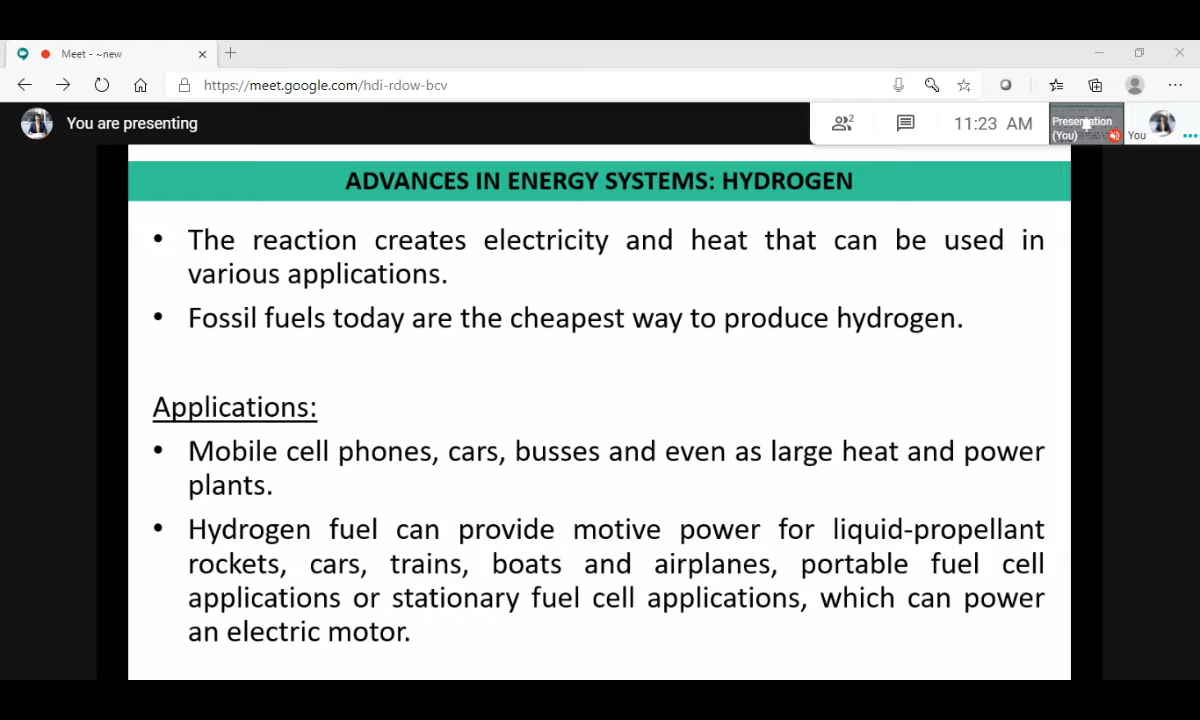 Meet - ~new
https://meet.google.com/hdi-rdow-bcv
You are presenting
2
11:23 AM
Presentation
(You)
You
ADVANCES IN ENERGY SYSTEMS: HYDROGEN
• The reaction creates electricity and heat that can be used in
various applications.
• Fossil fuels today are the cheapest way to produce hydrogen.
Applications:
• Mobile cell phones, cars, busses and even as large heat and power
plants.
• Hydrogen fuel can provide motive power for liquid-propellant
rockets, cars, trains, boats and airplanes, portable fuel cell
applications or stationary fuel cell applications, which can power
an electric motor.